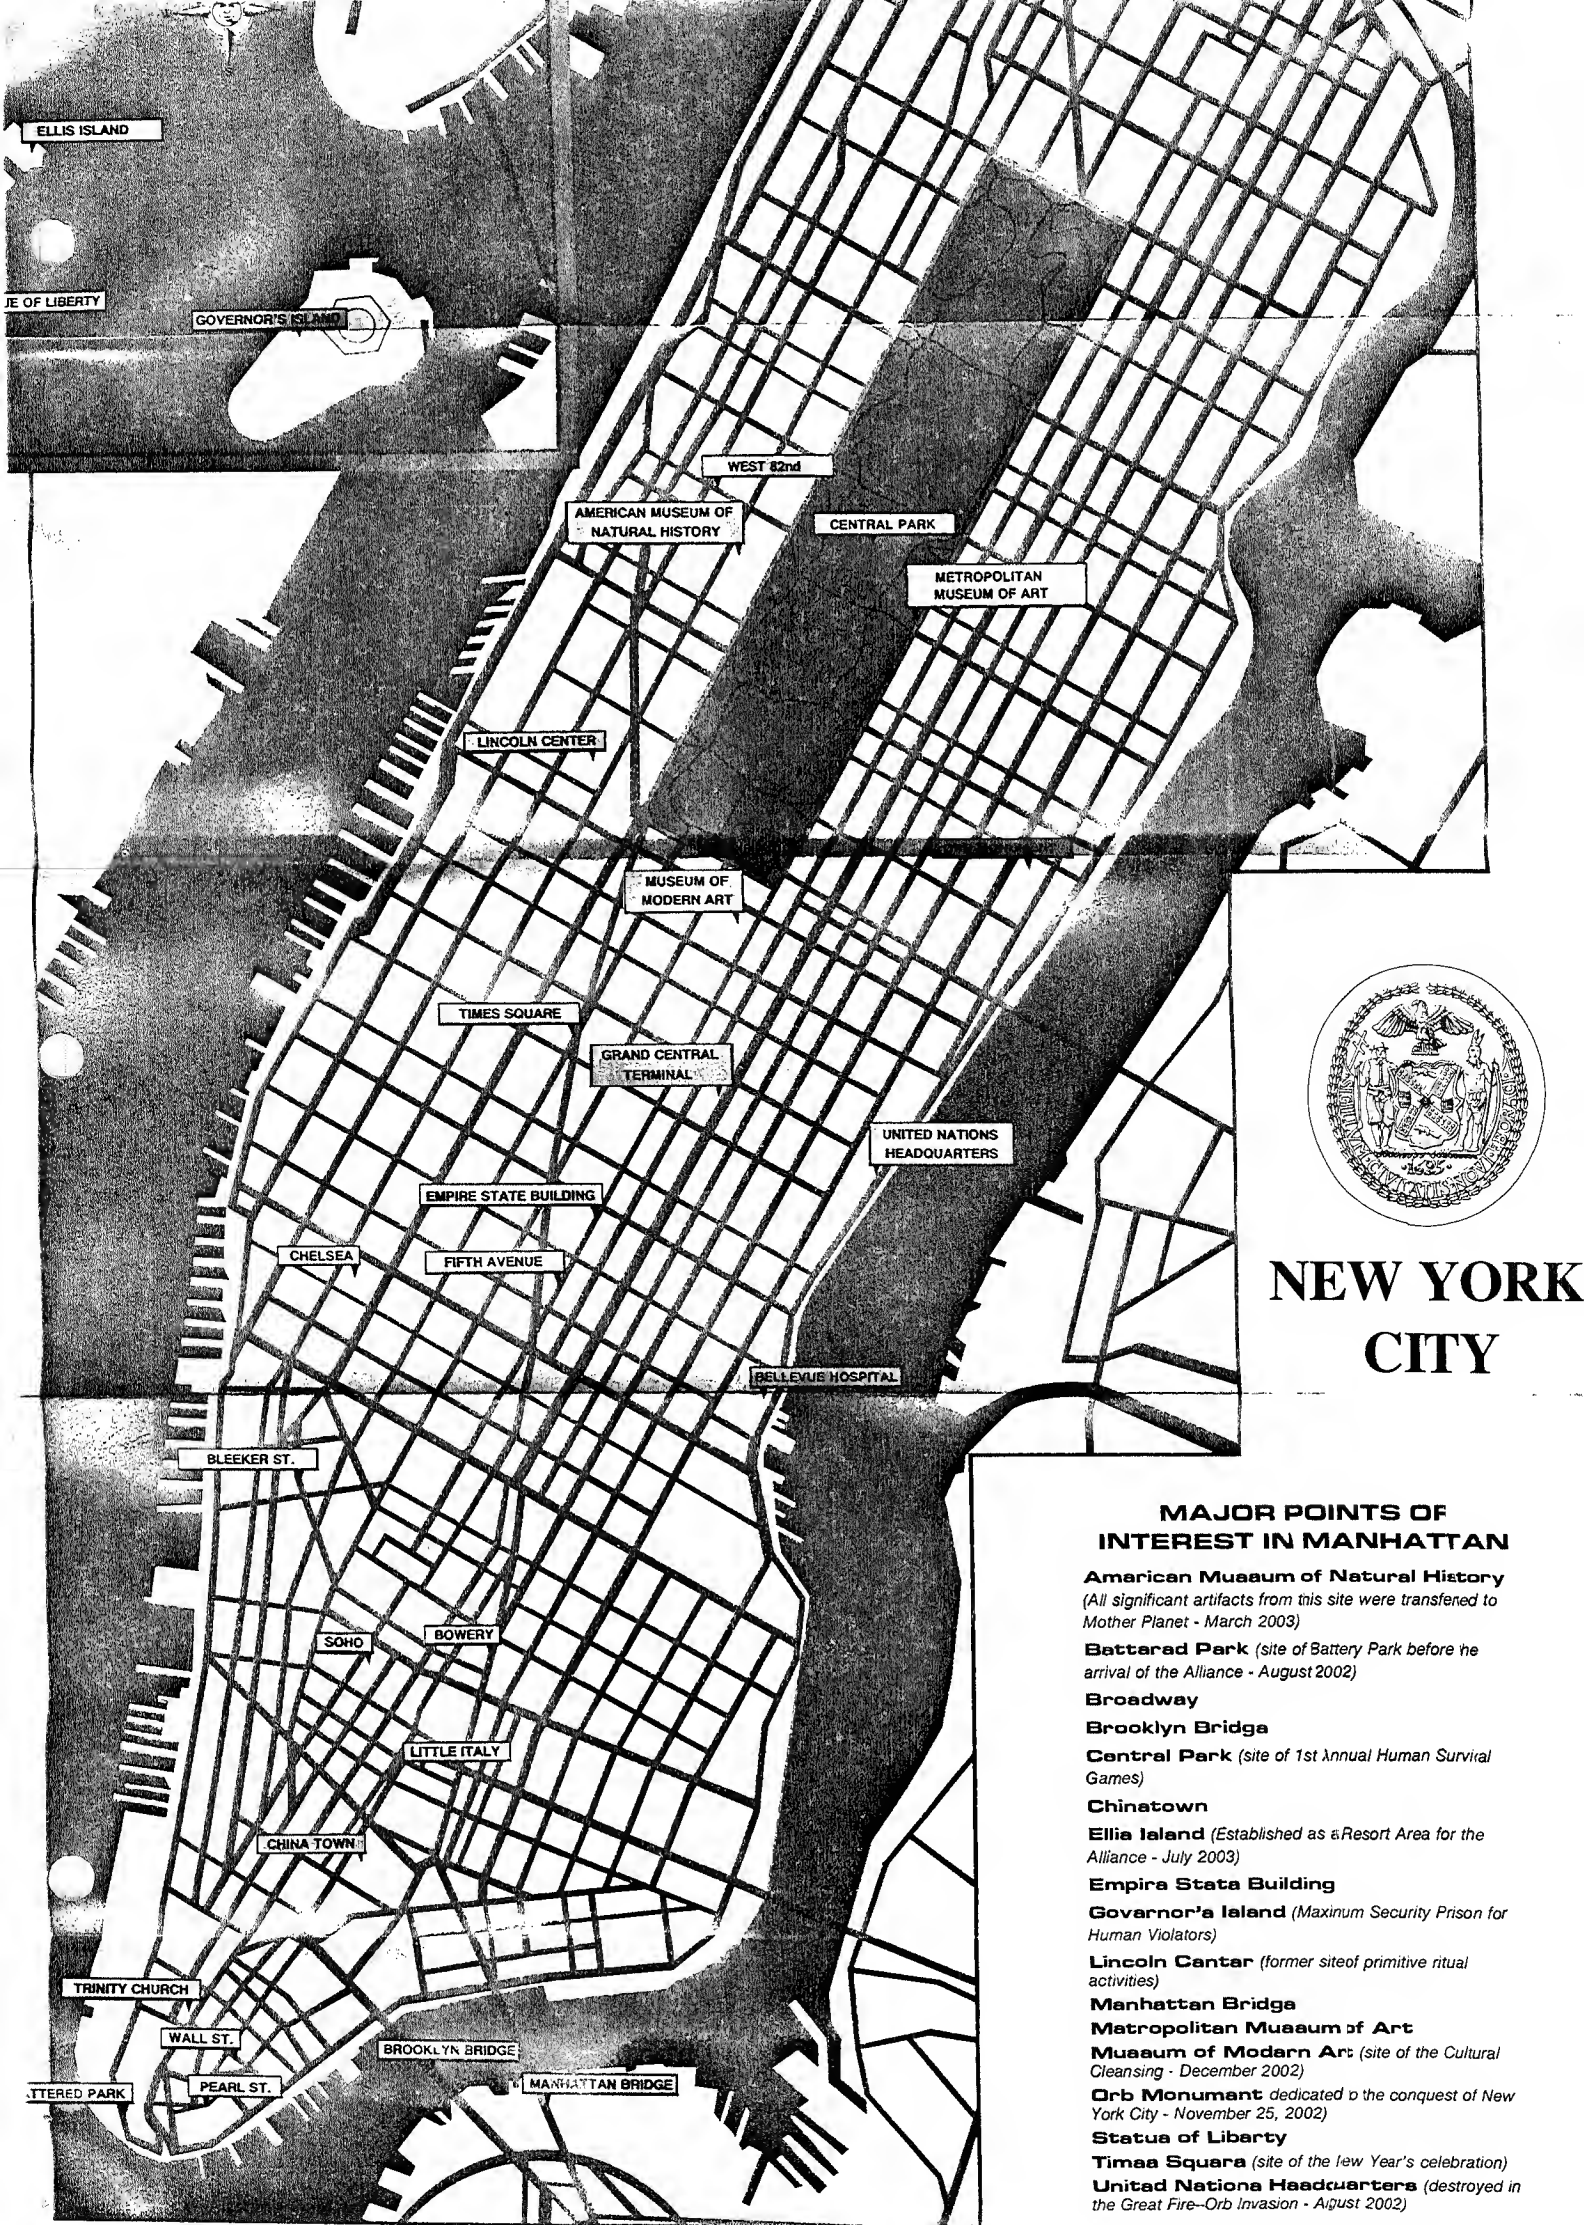 ELLIS ISLAND
UE OF LIBERTY
GOVERNOR'S ISLAND
WEST 82nd
AMERICAN MUSEUM OF
NATURAL HISTORY
CENTRAL PARK
METROPOLITAN
MUSEUM OF ART
LINCOLN CENTER
MUSEUM OF
MODERN ART
TIMES SQUARE
GRAND CENTRAL
TERMINAL
UNITED NATIONS
HEADQUARTERS
EMPIRE STATE BUILDING
CHELSEA
FIFTH AVENUE
BELLEVUE HOSPITAL
BLEEKER ST.
SOHO
BOWERY
LITTLE ITALY
CHINA TOWN
TRINITY CHURCH
WALL ST.
BROOKLYN BRIDGE
TTERED PARK
PEARL ST.
MANHATTAN BRIDGE
SIGILLVM CIVITATIS NOVI EBORACI
NEW YORK
CITY
MAJOR POINTS OF
INTEREST IN MANHATTAN
Amarican Muaaum of Natural History
(All significant artifacts from this site were transferred to
Mother Planet - March 2003)
Battarad Park (site of Battery Park before he
arrival of the Alliance - August 2002)
Broadway
Brooklyn Bridga
Cantral Park (site of 1st Annual Human Survical
Games)
Chinatown
Ellia Ialand (Established as a Resort Area for the
Alliance - July 2003)
Empira Stata Building
Govarnor'a Ialand (Maxinum Security Prison for
Human Violators)
Lincoln Cantar (former siteof primitive ritual
activities)
Manhattan Bridga
Matropolitan Muaaum of Art
Muaaum of Modarn Art (site of the Cultural
Cleansing - December 2002)
Orb Monumant dedicated o the conquest of New
York City - November 25, 2002)
Statua of Libarty
Timaa Squara (site of the lew Year's celebration)
Unitad Nationa Haadquartara (destroyed in
the Great Fire--Orb Invasion - August 2002)